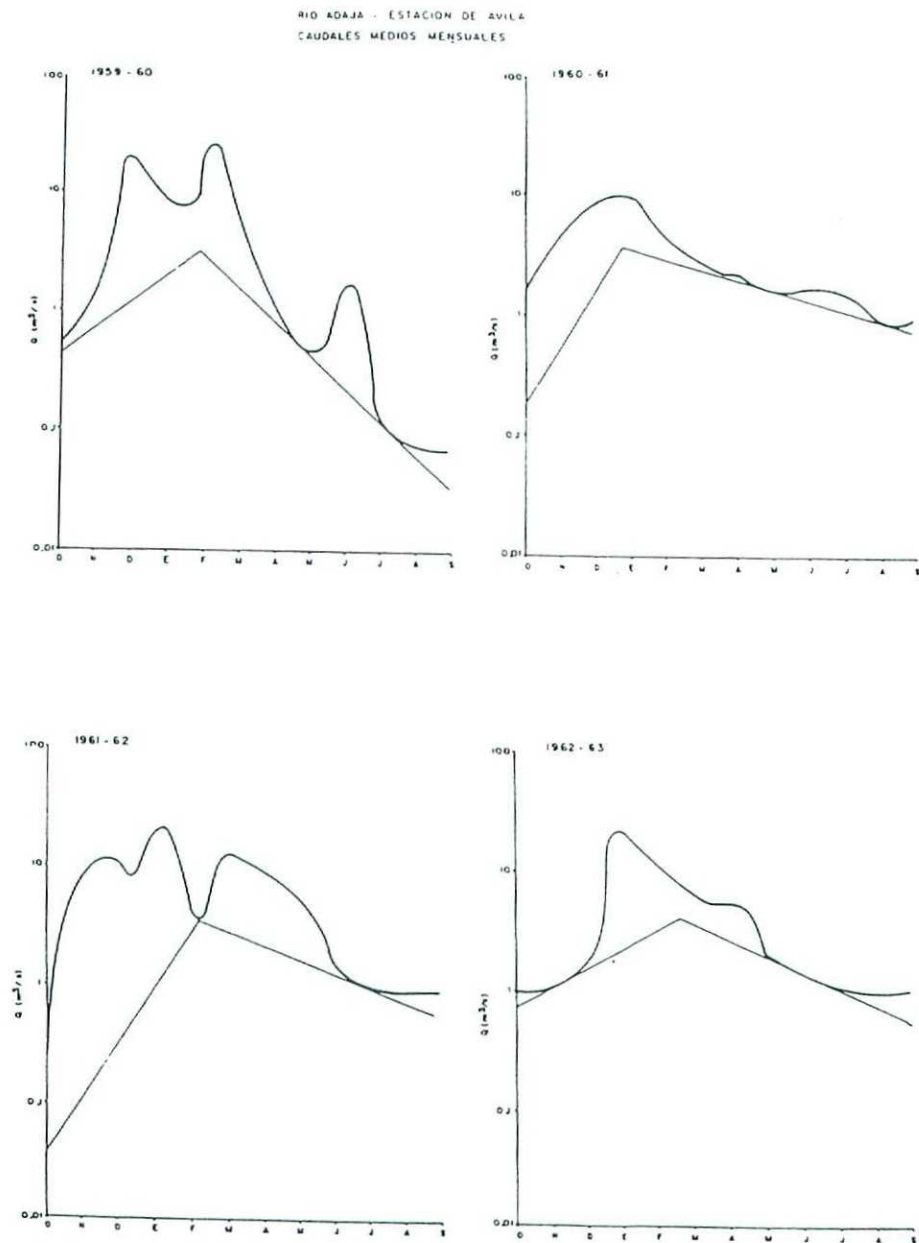 RIO ADAJA - ESTACION DE AVILA
CAUDALES MEDIOS MENSUALES
1959 - 60
100
10
1
0,1
0,01
Q (m³/s)
O N D E F M A M J J A S
1960 - 61
100
10
1
0,1
0,01
Q (m³/s)
O N D E F M A M J J A S
1961 - 62
100
10
1
0,1
0,01
Q (m³/s)
O N D E F M A M J J A S
1962 - 63
100
10
1
0,1
0,01
Q (m³/s)
O N D E F M A M J J A S